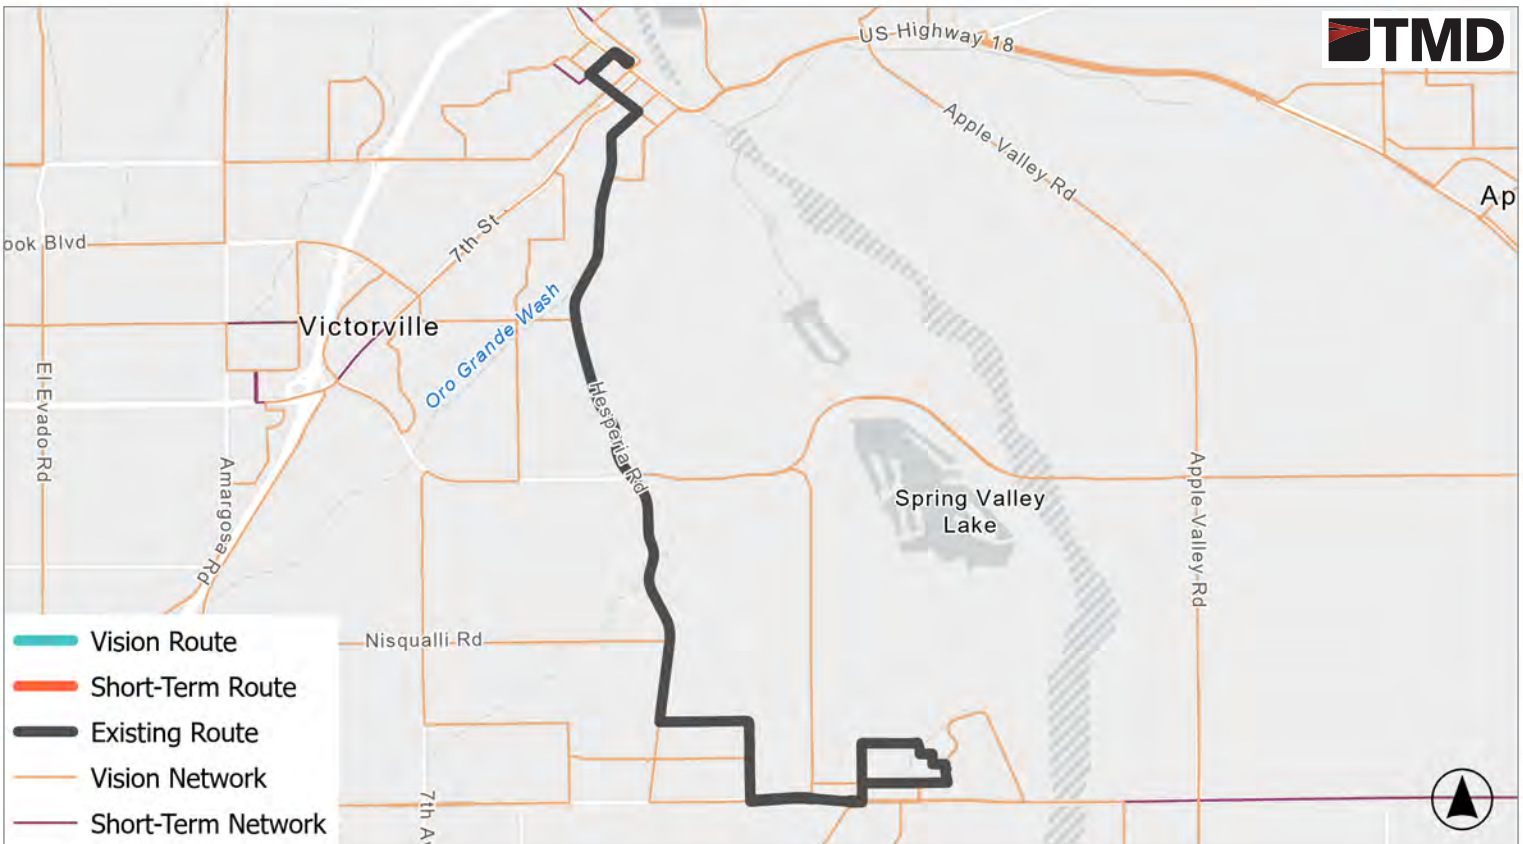 TMD
US Highway 18
Apple Valley Rd
Ap
ook Blvd
7th St
Victorville
Oro Grande Wash
El Evado Rd
Hesperia Rd
Amargosa Rd
Spring Valley
Lake
Apple Valley Rd
Nisqualli Rd
7th Av
Vision Route
Short-Term Route
Existing Route
Vision Network
Short-Term Network